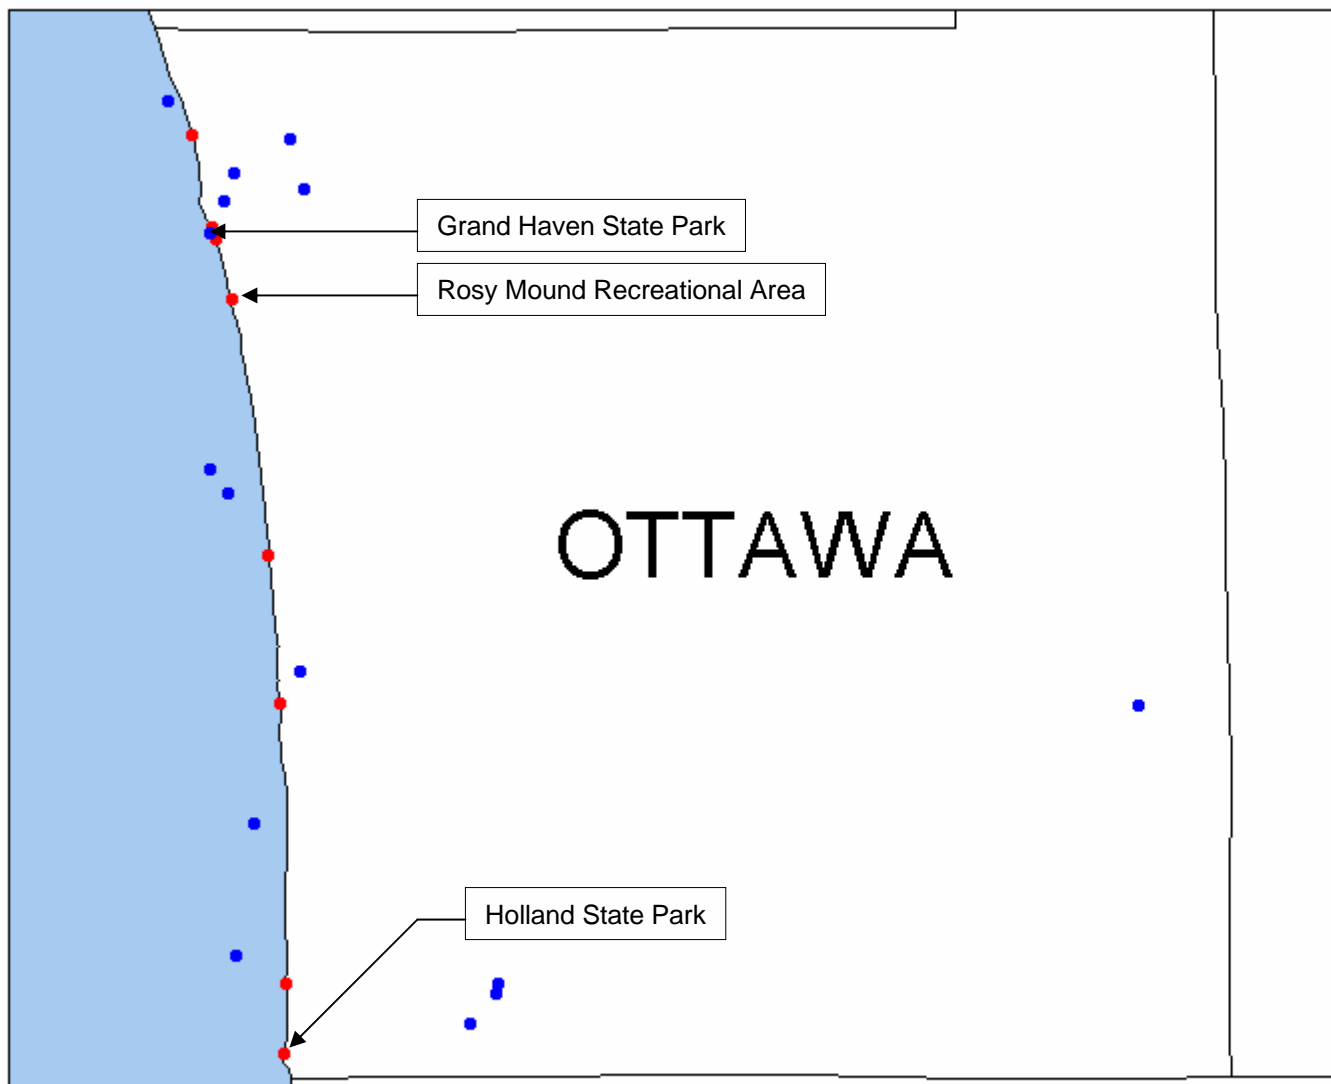 Grand Haven State Park
Rosy Mound Recreational Area
OTTAWA
Holland State Park